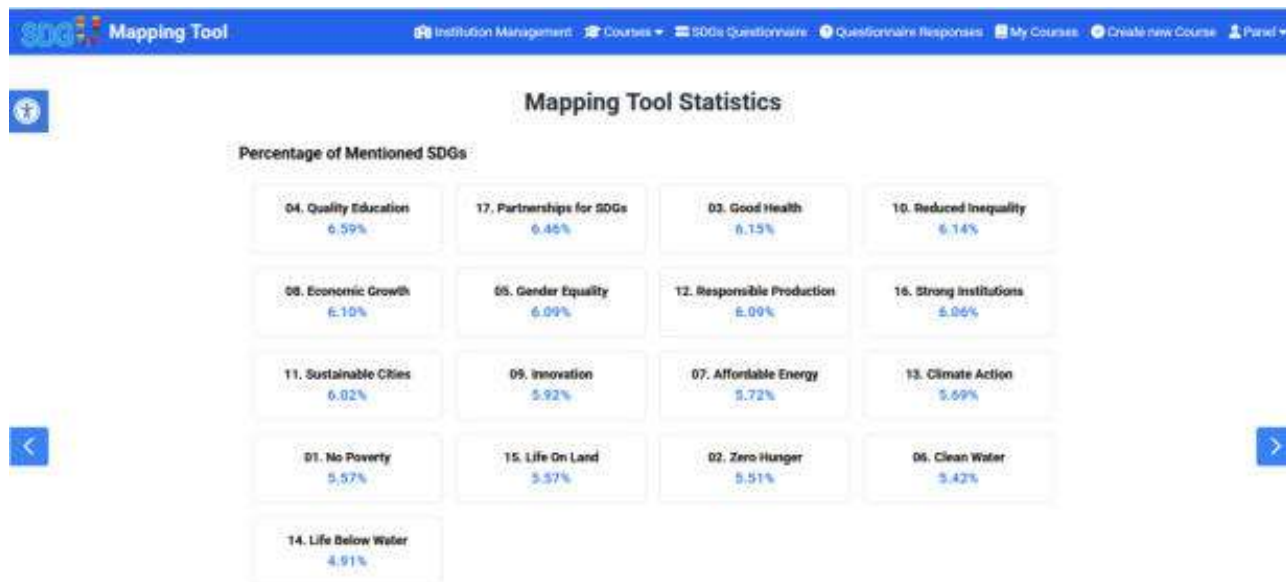 SDG4U Mapping Tool Institution Management Courses SDGs Questionnaire Questionnaire Responses My Courses Create new Course Panel
Mapping Tool Statistics
Percentage of Mentioned SDGs
04. Quality Education 17. Partnerships for SDGs 03. Good Health 10. Reduced Inequality
6.59% 6.46% 6.15% 6.14%
08. Economic Growth 05. Gender Equality 12. Responsible Production 16. Strong Institutions
6.10% 6.09% 6.09% 6.06%
11. Sustainable Cities 09. Innovation 07. Affordable Energy 13. Climate Action
6.02% 5.92% 5.72% 5.69%
01. No Poverty 15. Life On Land 02. Zero Hunger 06. Clean Water
5.57% 5.57% 5.51% 5.42%
14. Life Below Water
4.91%